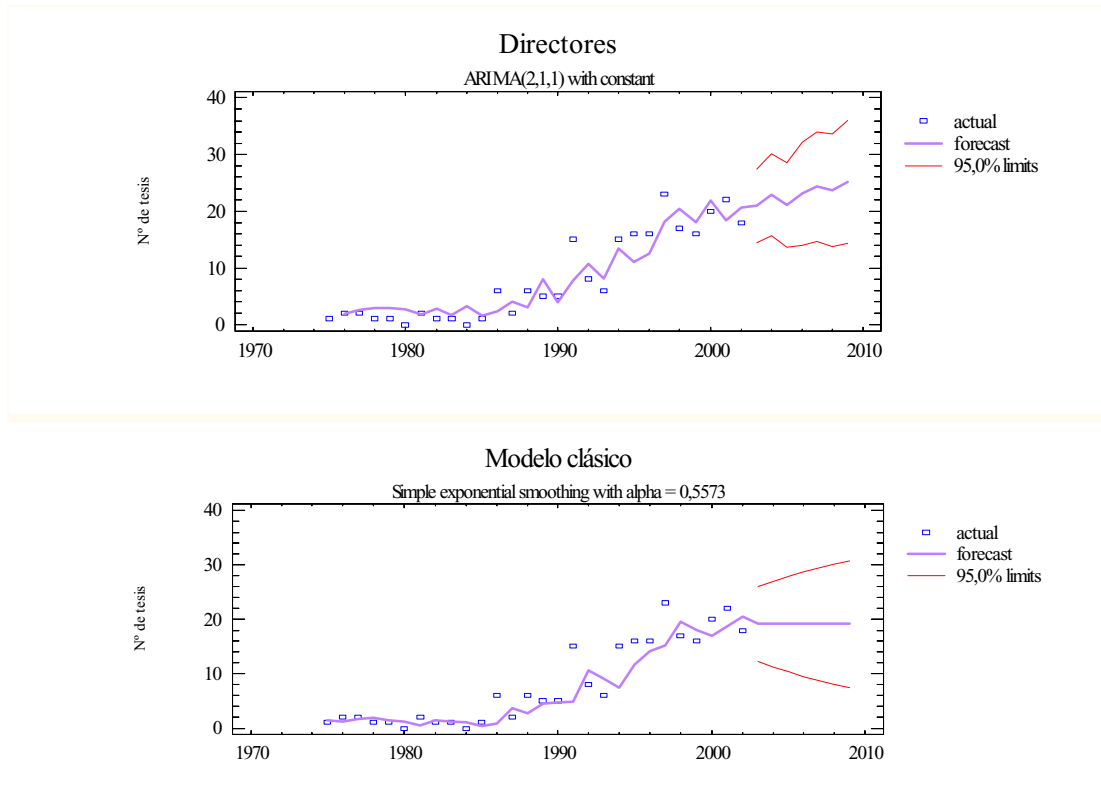 Directores
ARIMA(2,1,1) with constant
40
30
20
10
0
Nº de tesis
1970
1980
1990
2000
2010
actual
forecast
95,0% limits
Modelo clásico
Simple exponential smoothing with alpha = 0,5573
40
30
20
10
0
Nº de tesis
1970
1980
1990
2000
2010
actual
forecast
95,0% limits